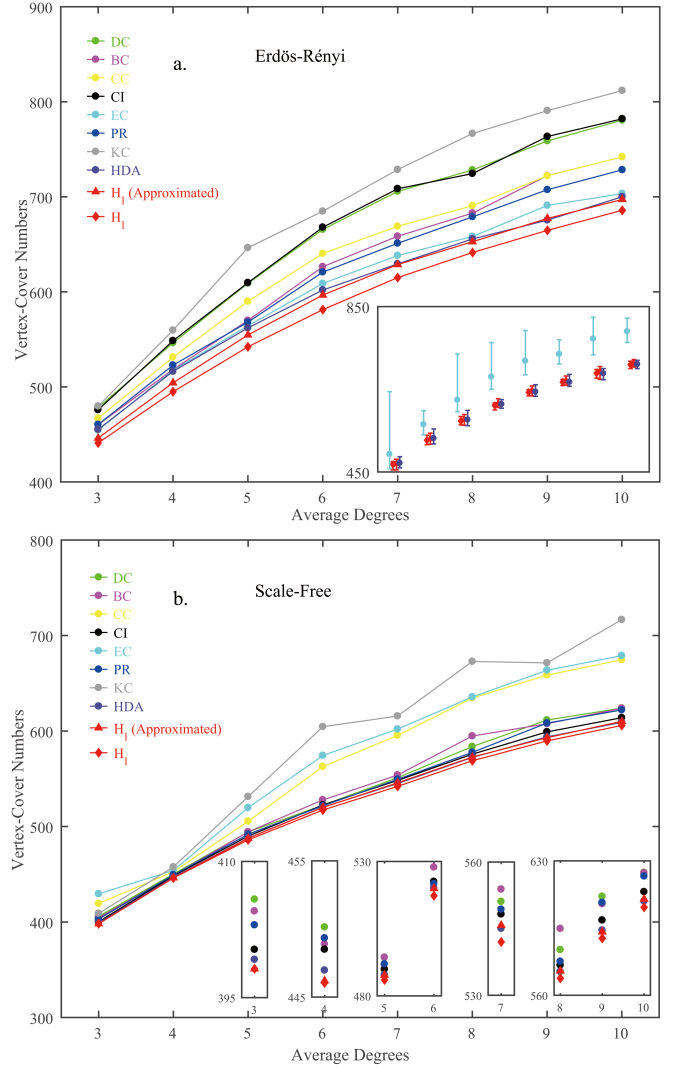 900
800
700
600
500
400
Vertex-Cover Numbers
a.
Erdös-Rényi
DC
BC
CC
CI
EC
PR
KC
HDA
H1 (Approximated)
H1
850
450
3 4 5 6 7 8 9 10
Average Degrees
800
700
600
500
400
300
Vertex-Cover Numbers
b.
Scale-Free
DC
BC
CC
CI
EC
PR
KC
HDA
H1 (Approximated)
H1
410
395
3
455
445
4
530
480
5 6
560
530
7
630
560
8 9 10
3 4 5 6 7 8 9 10
Average Degrees